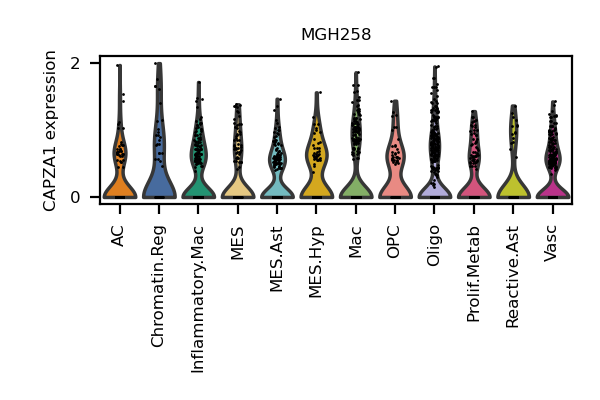 MGH258
CAPZA1 expression
2
0
AC
Chromatin.Reg
Inflammatory.Mac
MES
MES.Ast
MES.Hyp
Mac
OPC
Oligo
Prolif.Metab
Reactive.Ast
Vasc